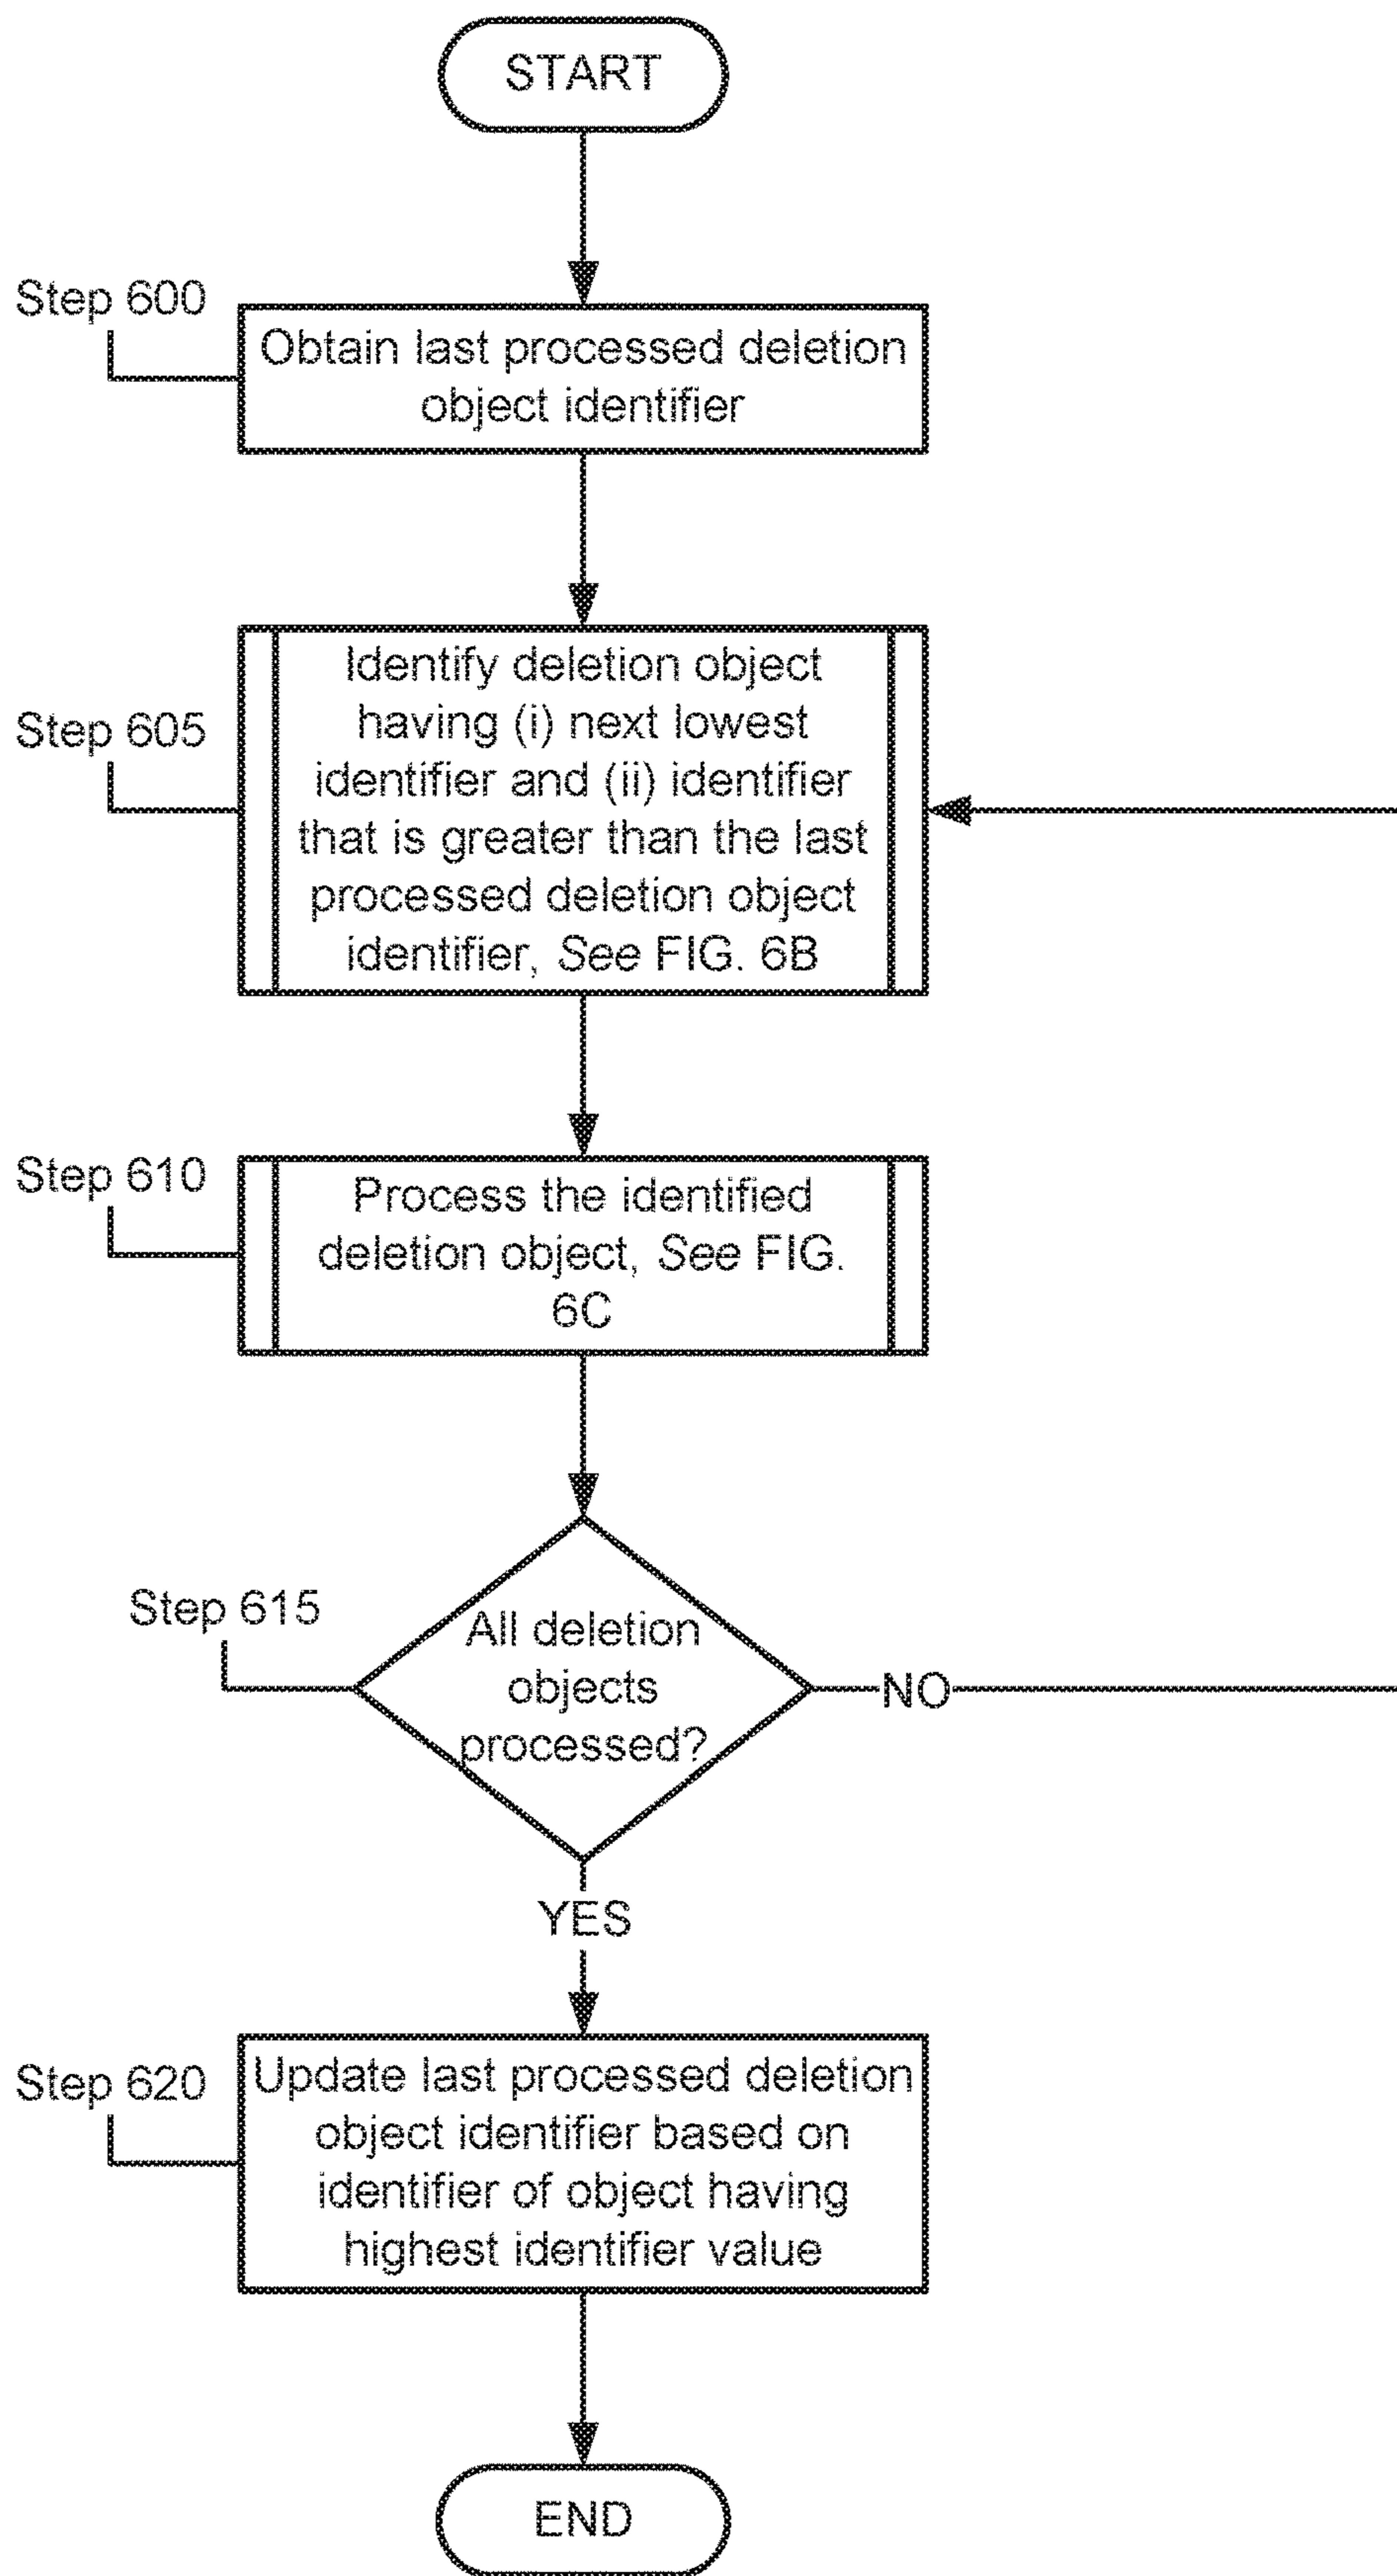 START
Step 600
Obtain last processed deletion
object identifier
Step 605
Identify deletion object
having (i) next lowest
identifier and (ii) identifier
that is greater than the last
processed deletion object
identifier, See FIG. 6B
Step 610
Process the identified
deletion object, See FIG.
6C
Step 615
All deletion
objects
processed?
NO
YES
Step 620
Update last processed deletion
object identifier based on
identifier of object having
highest identifier value
END